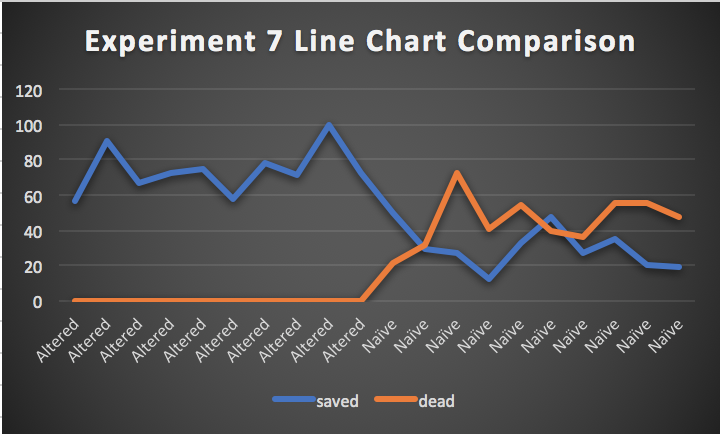 Experiment 7 Line Chart Comparison
120
100
80
60
40
20
0
Altered
Altered
Altered
Altered
Altered
Altered
Altered
Altered
Altered
Altered
Naïve
Naïve
Naïve
Naïve
Naïve
Naïve
Naïve
Naïve
Naïve
Naïve
saved dead